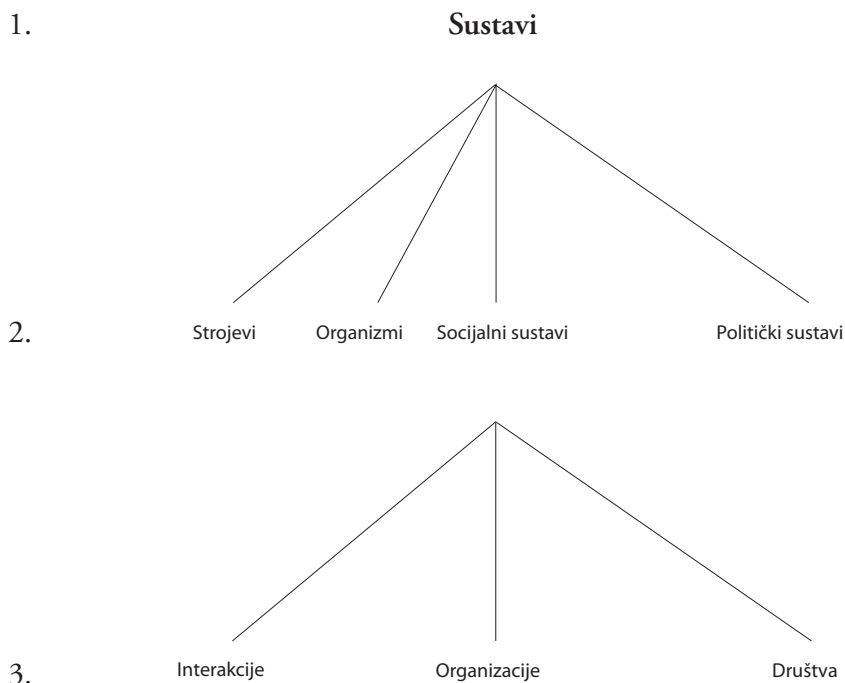 1. Sustavi
2. Strojevi Organizmi Socijalni sustavi Politički sustavi
3. Interakcije Organizacije Društva